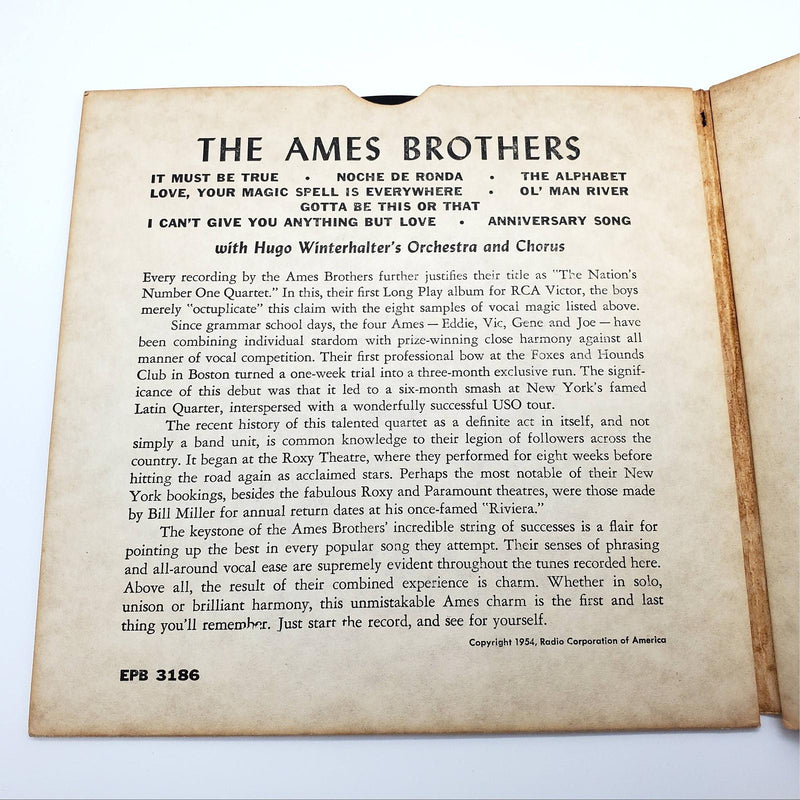 THE AMES BROTHERS
IT MUST BE TRUE • NOCHE DE RONDA • THE ALPHABET
LOVE, YOUR MAGIC SPELL IS EVERYWHERE • OL' MAN RIVER
GOTTA BE THIS OR THAT
I CAN'T GIVE YOU ANYTHING BUT LOVE • ANNIVERSARY SONG
with Hugo Winterhalter's Orchestra and Chorus
Every recording by the Ames Brothers further justifies their title as "The Nation's
Number One Quartet." In this, their first Long Play album for RCA Victor, the boys
merely "octuplicate" this claim with the eight samples of vocal magic listed above.
Since grammar school days, the four Ames — Eddie, Vic, Gene and Joe — have
been combining individual stardom with prize-winning close harmony against all
manner of vocal competition. Their first professional bow at the Foxes and Hounds
Club in Boston turned a one-week trial into a three-month exclusive run. The signif-
icance of this debut was that it led to a six-month smash at New York's famed
Latin Quarter, interspersed with a wonderfully successful USO tour.
The recent history of this talented quartet as a definite act in itself, and not
simply a band unit, is common knowledge to their legion of followers across the
country. It began at the Roxy Theatre, where they performed for eight weeks before
hitting the road again as acclaimed stars. Perhaps the most notable of their New
York bookings, besides the fabulous Roxy and Paramount theatres, were those made
by Bill Miller for annual return dates at his once-famed "Riviera."
The keystone of the Ames Brothers' incredible string of successes is a flair for
pointing up the best in every popular song they attempt. Their senses of phrasing
and all-around vocal ease are supremely evident throughout the tunes recorded here.
Above all, the result of their combined experience is charm. Whether in solo,
unison or brilliant harmony, this unmistakable Ames charm is the first and last
thing you'll remember. Just start the record, and see for yourself.
Copyright 1954, Radio Corporation of America
EPB 3186